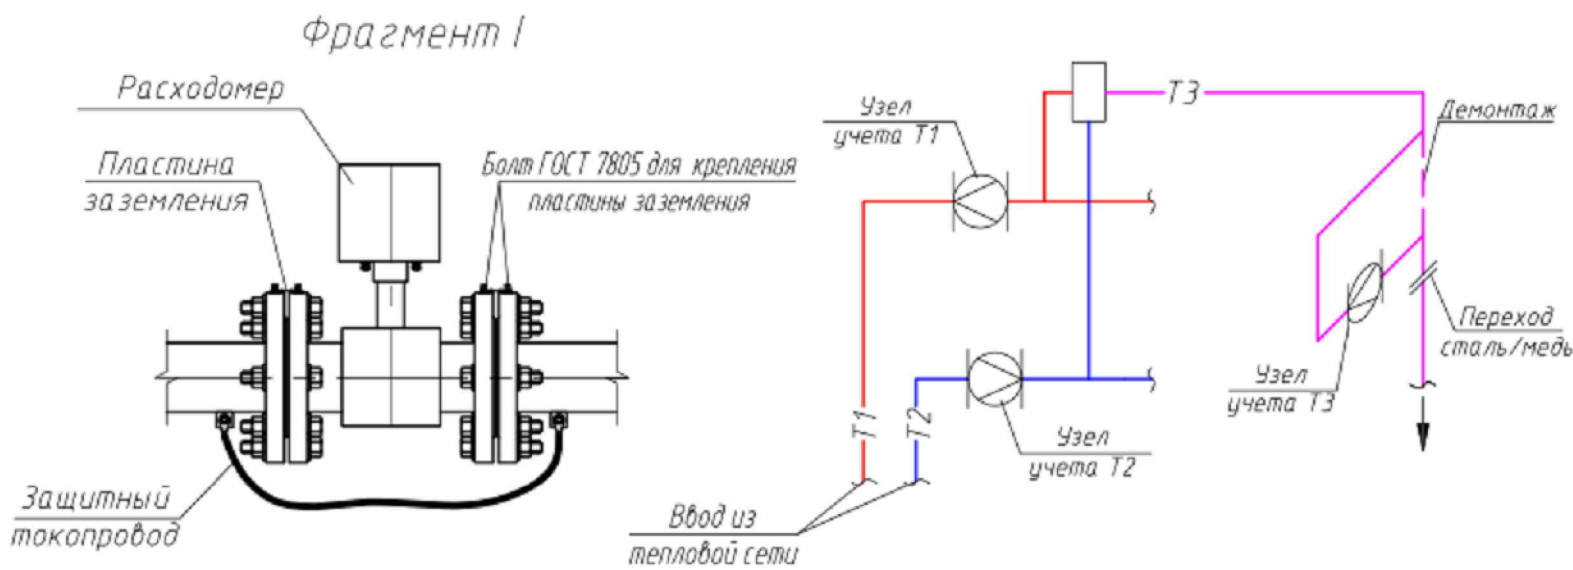 Фрагмент I
Расходомер
Пластина
заземления
Болт ГОСТ 7805 для крепления
пластины заземления
Защитный
токопровод
Узел
учета Т1
Т3
Демонтаж
Переход
сталь/медь
Узел
учета Т3
Т1
Т2
Узел
учета Т2
Ввод из
тепловой сети